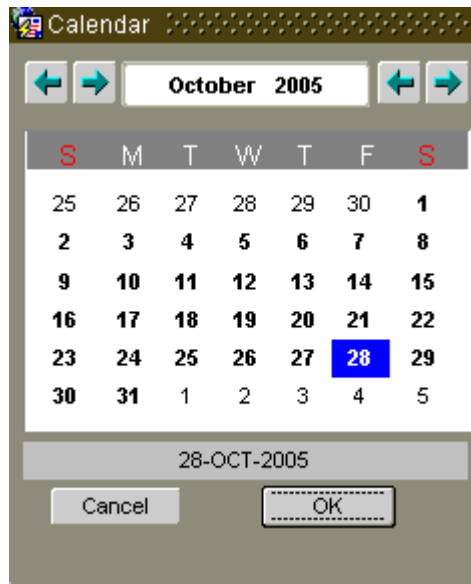 Calendar
October 2005
S M T W T F S
25 26 27 28 29 30 1
2 3 4 5 6 7 8
9 10 11 12 13 14 15
16 17 18 19 20 21 22
23 24 25 26 27 28 29
30 31 1 2 3 4 5
28-OCT-2005
Cancel OK